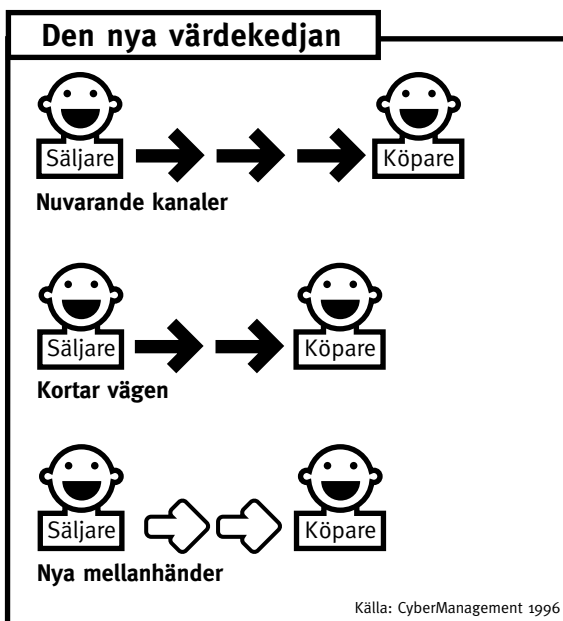 Den nya värdekedjan
Säljare Köpare
Nuvarande kanaler
Säljare Köpare
Kortar vägen
Säljare Köpare
Nya mellanhänder
Källa: CyberManagement 1996